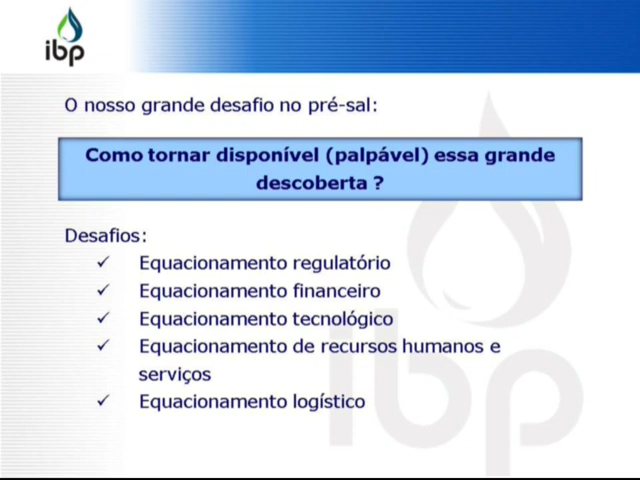 ibp
O nosso grande desafio no pré-sal:
Como tornar disponível (palpável) essa grande
descoberta ?
Desafios:
✓ Equacionamento regulatório
✓ Equacionamento financeiro
✓ Equacionamento tecnológico
✓ Equacionamento de recursos humanos e
serviços
✓ Equacionamento logístico
ibp